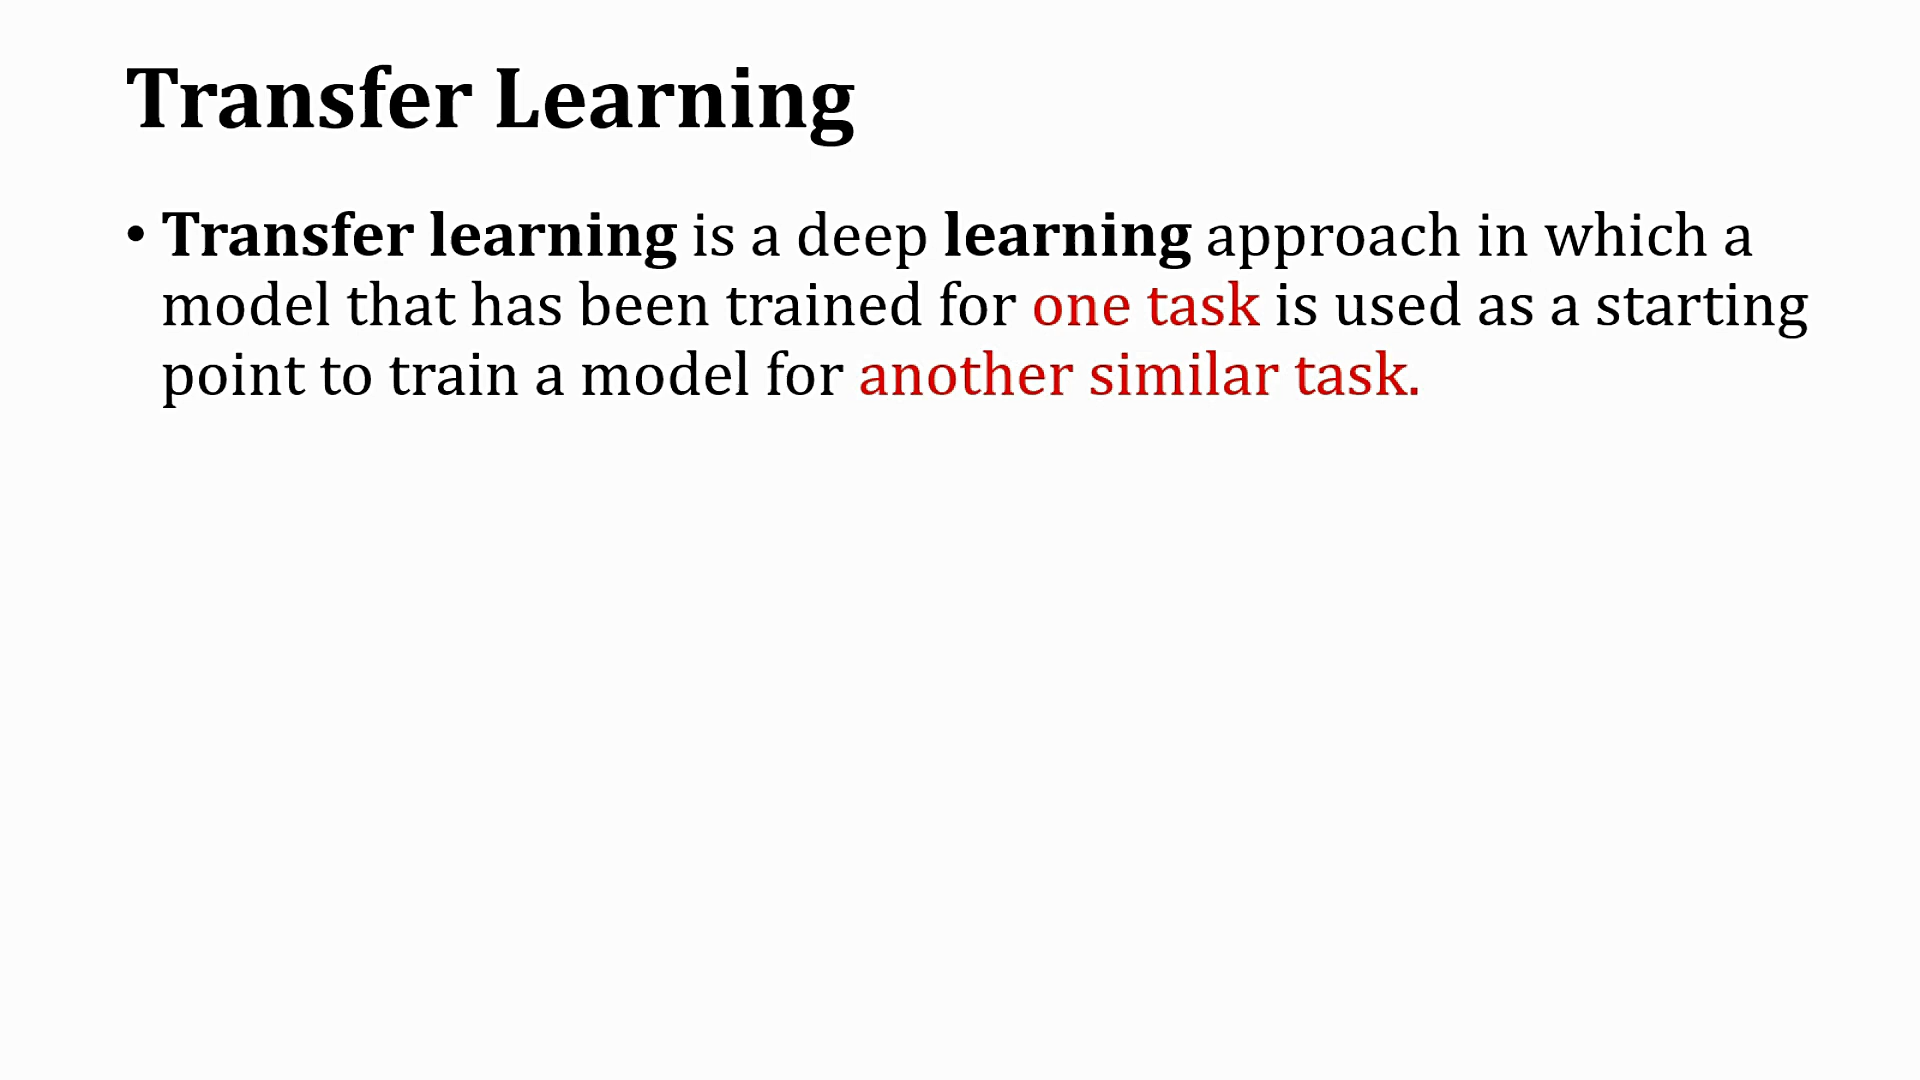 Transfer Learning
• Transfer learning is a deep learning approach in which a
model that has been trained for one task is used as a starting
point to train a model for another similar task.